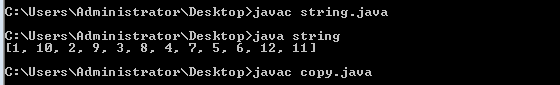 C:\Users\Administrator\Desktop>javac string.java
C:\Users\Administrator\Desktop>java string
[1, 10, 2, 9, 3, 8, 4, 7, 5, 6, 12, 11]
C:\Users\Administrator\Desktop>javac copy.java